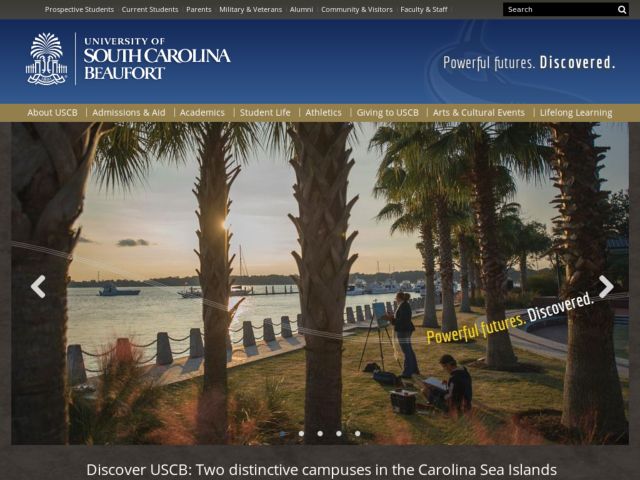 Prospective Students Current Students Parents Military & Veterans Alumni Community & Visitors Faculty & Staff
Search
UNIVERSITY OF
SOUTH CAROLINA
BEAUFORT
Powerful futures. Discovered.
About USCB Admissions & Aid Academics Student Life Athletics Giving to USCB Arts & Cultural Events Lifelong Learning
Powerful futures. Discovered.
Discover USCB: Two distinctive campuses in the Carolina Sea Islands